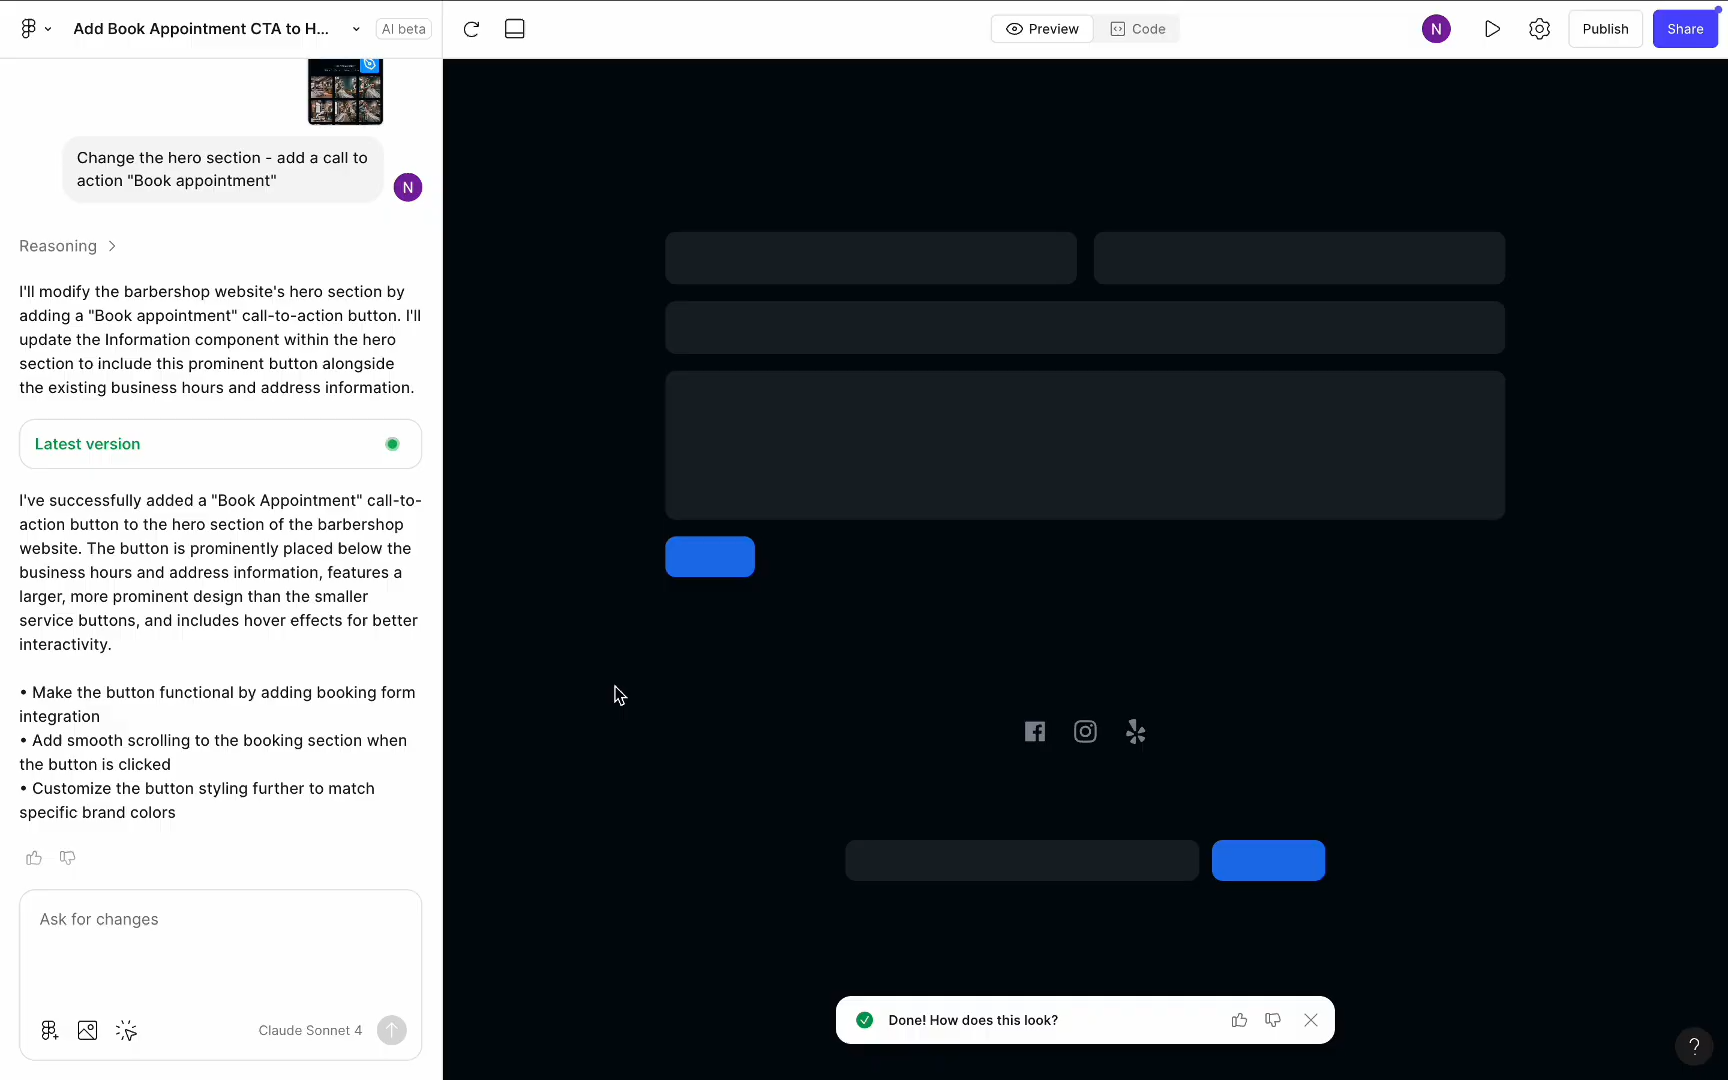 Add Book Appointment CTA to H...
AI beta
Preview
Code
N
Publish
Share
Change the hero section - add a call to
action "Book appointment"
N
Reasoning
I'll modify the barbershop website's hero section by
adding a "Book appointment" call-to-action button. I'll
update the Information component within the hero
section to include this prominent button alongside
the existing business hours and address information.
Latest version
I've successfully added a "Book Appointment" call-to-
action button to the hero section of the barbershop
website. The button is prominently placed below the
business hours and address information, features a
larger, more prominent design than the smaller
service buttons, and includes hover effects for better
interactivity.
• Make the button functional by adding booking form
integration
• Add smooth scrolling to the booking section when
the button is clicked
• Customize the button styling further to match
specific brand colors
Ask for changes
Claude Sonnet 4
Done! How does this look?
?